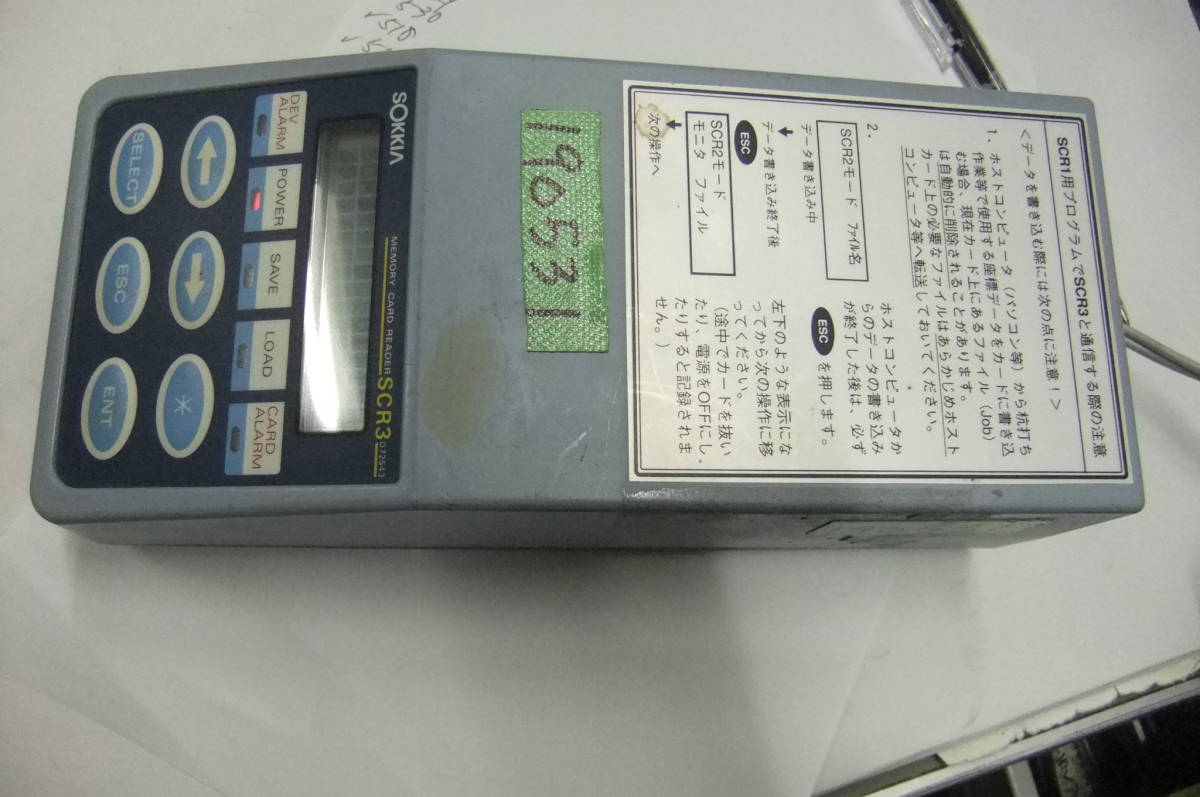 SCR1用プログラムでSCR3と通信する際の注意
<データを書き込む際には次の点に注意！>
1. ホストコンピュータ（パソコン等）から杭打ち
作業等で使用する座標データをカードに書き込
む場合、現在カード上にあるファイル（Job）
は自動的に削除されることがあります。
カード上の必要なファイルはあらかじめホスト
コンピュータ等へ転送しておいてください。
2.
SCR2モード ファイル名
データ書き込み中
データ書き込み終了後
ESC
SCR2モード
モニタ ファイル
次の操作へ
ホストコンピュータか
らのデータの書き込み
が終了した後は、必ず
ESC を押します。
左下のような表示にな
ってから次の操作に移
ってください。
（途中でカードを抜い
たり、電源をOFFにし
たりすると記録されま
せん。）
19053
SOKKIA
MEMORY CARD READER SCR3 072543
DEV ALARM
POWER
SAVE
LOAD
CARD ALARM
← → *
SELECT
ESC
ENT
530
✓510